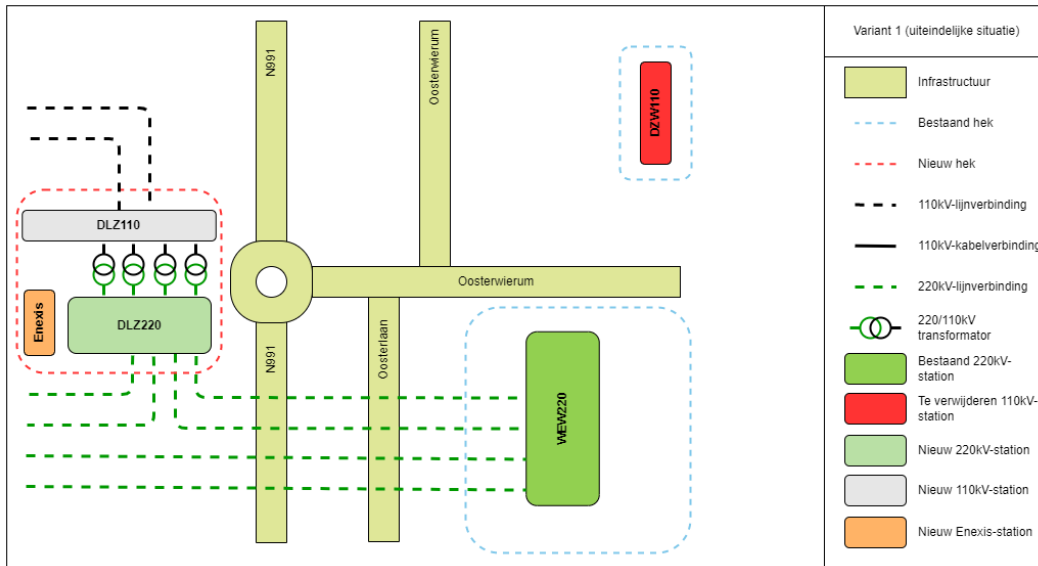 N991
Oosterwierum
DZW110
DLZ110
Oosterwierum
Enexis
DLZ220
N991
Oosterlaan
WEW220
Variant 1 (uiteindelijke situatie)
Infrastructuur
Bestaand hek
Nieuw hek
110kV-lijnverbinding
110kV-kabelverbinding
220kV-lijnverbinding
220/110kV
transformator
Bestaand 220kV-
station
Te verwijderen 110kV-
station
Nieuw 220kV-station
Nieuw 110kV-station
Nieuw Enexis-station